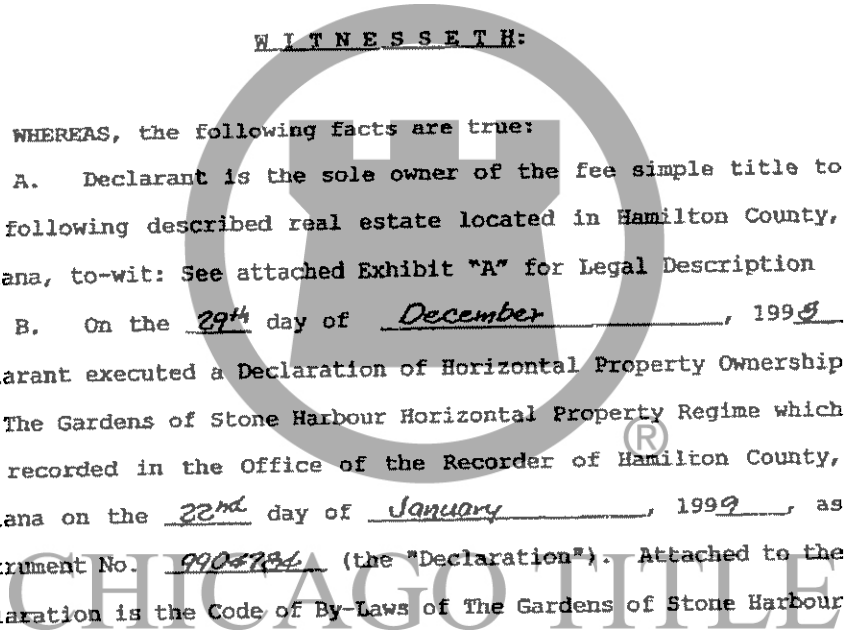 W I T N E S S E T H:
WHEREAS, the following facts are true:
A. Declarant is the sole owner of the fee simple title to
following described real estate located in Hamilton County,
ana, to-wit: See attached Exhibit "A" for Legal Description
B. On the 29th day of December, 199
larant executed a Declaration of Horizontal Property Ownership
The Gardens of Stone Harbour Horizontal Property Regime which
recorded in the Office of the Recorder of Hamilton County,
®
ana on the 22nd day of January, 1999, as
trument No. (the "Declaration"). Attached to the
laration is the Code of By-Laws of The Gardens of Stone Harbour
CHICAGO TITLE